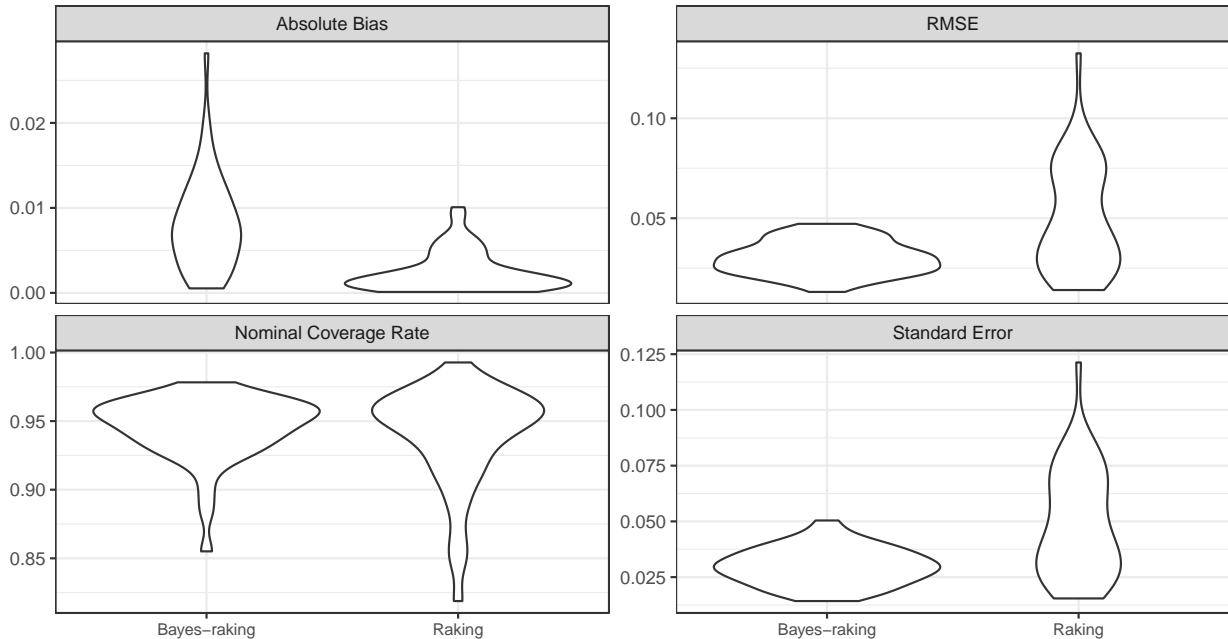 Absolute Bias
RMSE
0.02
0.01
0.00
0.10
0.05
Nominal Coverage Rate
Standard Error
1.00
0.95
0.90
0.85
0.125
0.100
0.075
0.050
0.025
Bayes−raking
Raking
Bayes−raking
Raking